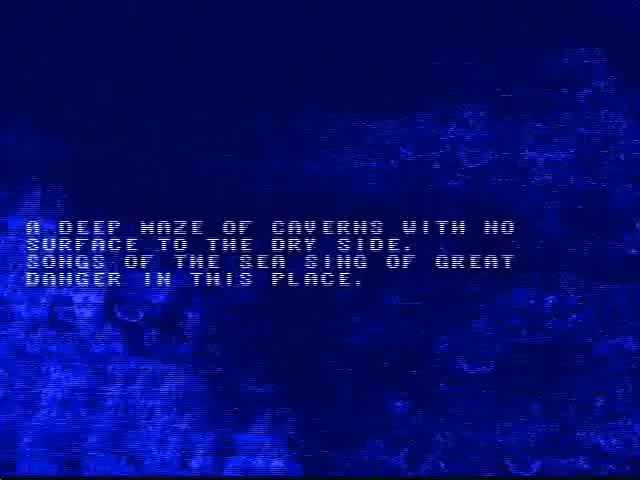 A DEEP MAZE OF CAVERNS WITH NO
SURFACE TO THE DRY SIDE.
SONGS OF THE SEA SING OF GREAT
DANGER IN THIS PLACE.